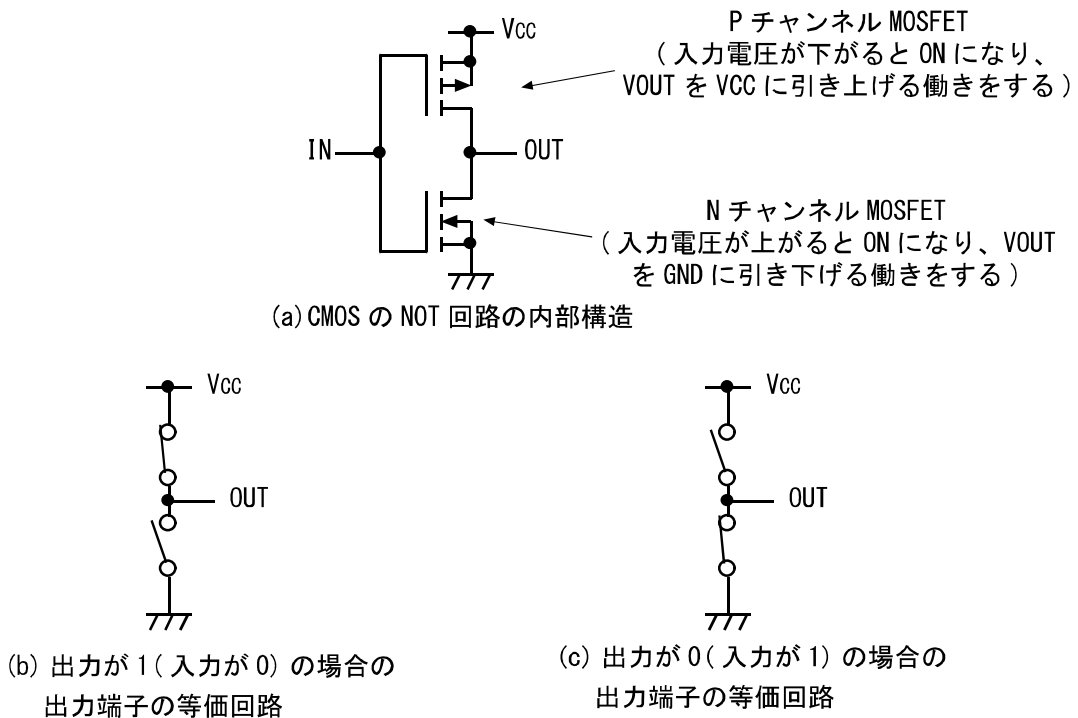 Vcc
P チャンネル MOSFET
( 入力電圧が下がると ON になり、
VOUT を VCC に引き上げる働きをする )
IN
OUT
N チャンネル MOSFET
( 入力電圧が上がると ON になり、VOUT
を GND に引き下げる働きをする )
(a) CMOS の NOT 回路の内部構造
Vcc
OUT
(b) 出力が 1( 入力が 0) の場合の
出力端子の等価回路
Vcc
OUT
(c) 出力が 0( 入力が 1) の場合の
出力端子の等価回路